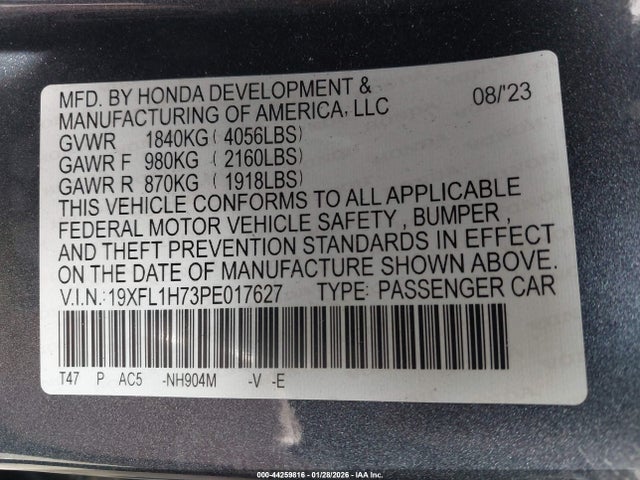 MFD. BY HONDA DEVELOPMENT &
MANUFACTURING OF AMERICA, LLC 08/'23
GVWR 1840KG ( 4056LBS)
GAWR F 980KG ( 2160LBS)
GAWR R 870KG ( 1918LBS)
THIS VEHICLE CONFORMS TO ALL APPLICABLE
FEDERAL MOTOR VEHICLE SAFETY , BUMPER ,
AND THEFT PREVENTION STANDARDS IN EFFECT
ON THE DATE OF MANUFACTURE SHOWN ABOVE.
V.I.N.:19XFL1H73PE017627 TYPE: PASSENGER CAR
T47 P AC5 -NH904M -V -E
000-44259816 - 01/28/2026 - IAA Inc.